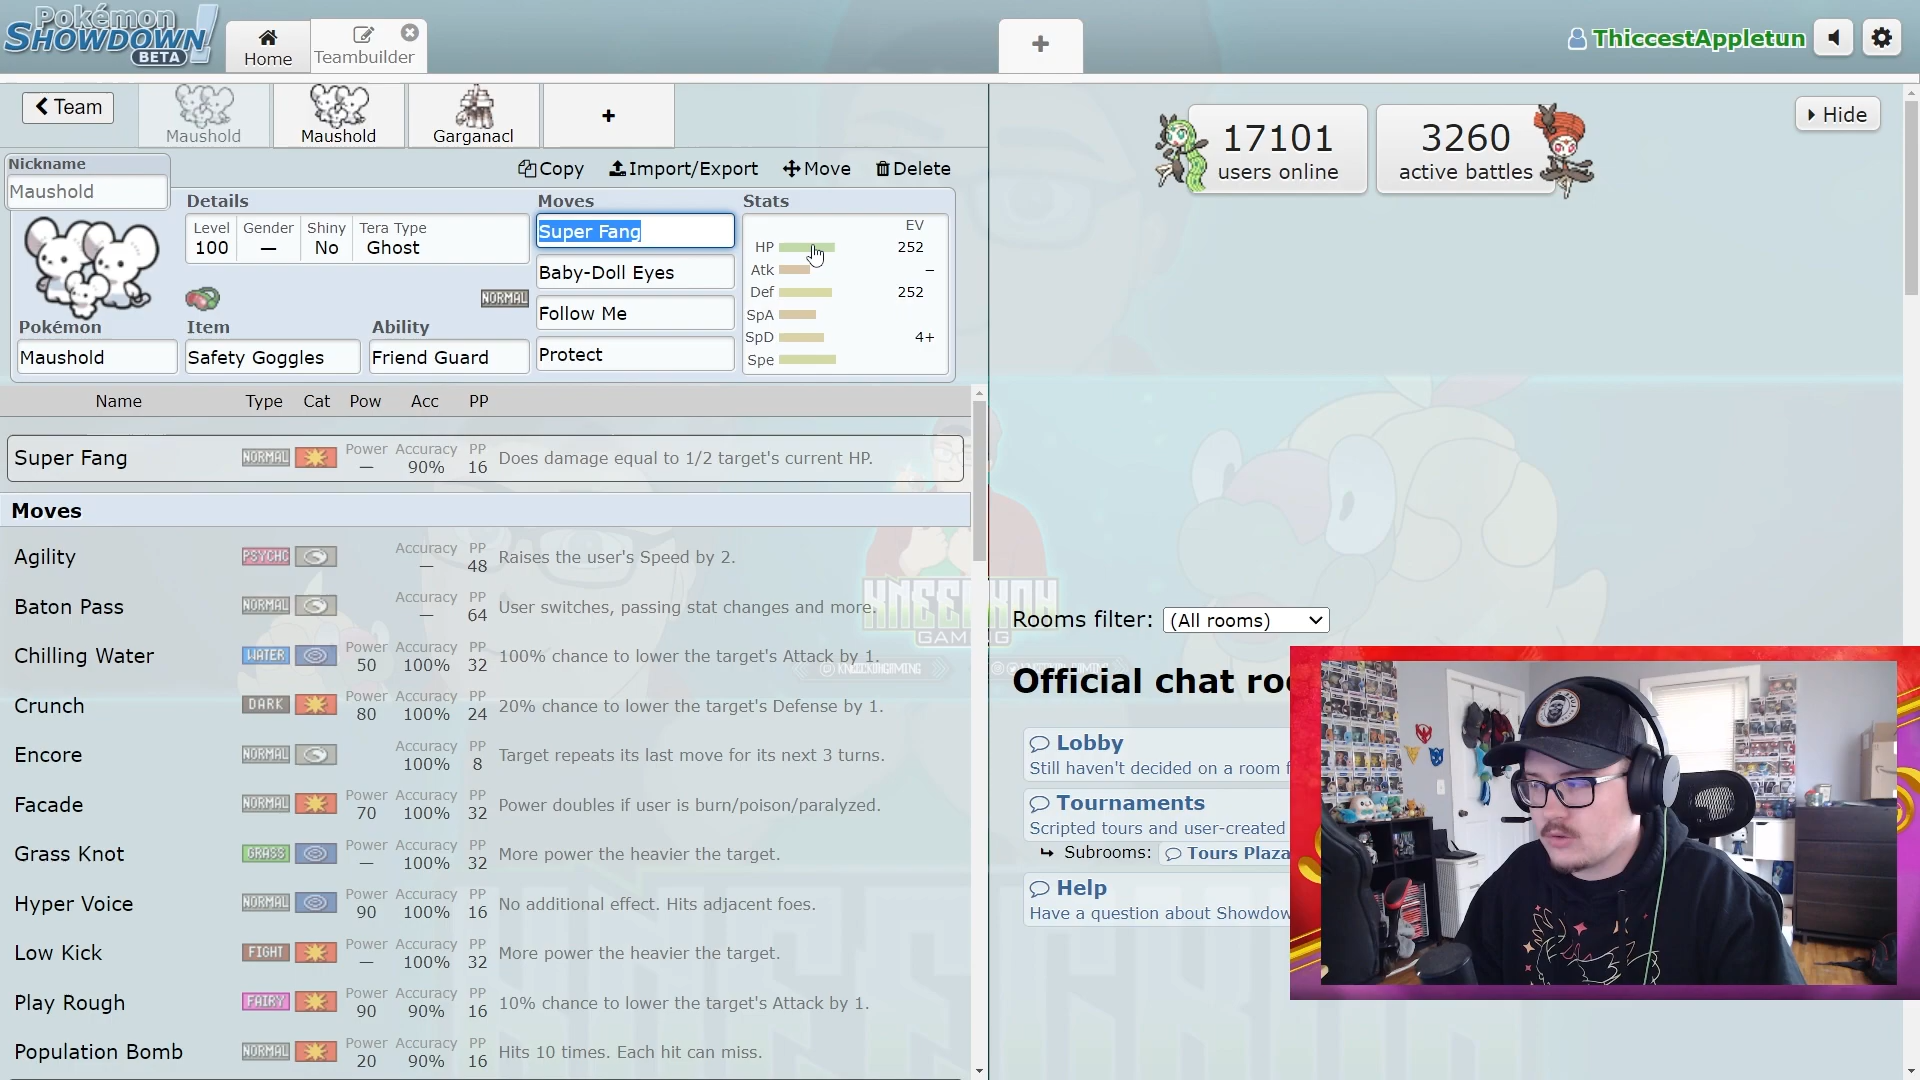 Pokémon
SHOWDOWN!
BETA
Home
Teambuilder
+
ThiccestAppletun
Team
Maushold
Maushold
Garganacl
+
17101
users online
3260
active battles
Hide
Nickname
Maushold
Copy
Import/Export
Move
Delete
Details
Moves
Stats
Level
100
Gender
—
Shiny
No
Tera Type
Ghost
Super Fang
Baby-Doll Eyes
Follow Me
Protect
EV
HP 252
Atk –
Def 252
SpA
SpD 4+
Spe
NORMAL
Pokémon
Maushold
Item
Safety Goggles
Ability
Friend Guard
Name Type Cat Pow Acc PP
Super Fang NORMAL Power — Accuracy 90% PP 16 Does damage equal to 1/2 target's current HP.
Moves
Agility PSYCHC Accuracy — PP 48 Raises the user's Speed by 2.
Baton Pass NORMAL Accuracy — PP 64 User switches, passing stat changes and more.
Chilling Water WATER Power 50 Accuracy 100% PP 32 100% chance to lower the target's Attack by 1.
Crunch DARK Power 80 Accuracy 100% PP 24 20% chance to lower the target's Defense by 1.
Encore NORMAL Accuracy 100% PP 8 Target repeats its last move for its next 3 turns.
Facade NORMAL Power 70 Accuracy 100% PP 32 Power doubles if user is burn/poison/paralyzed.
Grass Knot GRASS Power — Accuracy 100% PP 32 More power the heavier the target.
Hyper Voice NORMAL Power 90 Accuracy 100% PP 16 No additional effect. Hits adjacent foes.
Low Kick FIGHT Power — Accuracy 100% PP 32 More power the heavier the target.
Play Rough FAIRY Power 90 Accuracy 90% PP 16 10% chance to lower the target's Attack by 1.
Population Bomb NORMAL Power 20 Accuracy 90% PP 16 Hits 10 times. Each hit can miss.
GAMING
Rooms filter: (All rooms)
Official chat roo
Lobby
Still haven't decided on a room f
Tournaments
Scripted tours and user-created
Subrooms: Tours Plaza
Help
Have a question about Showdow